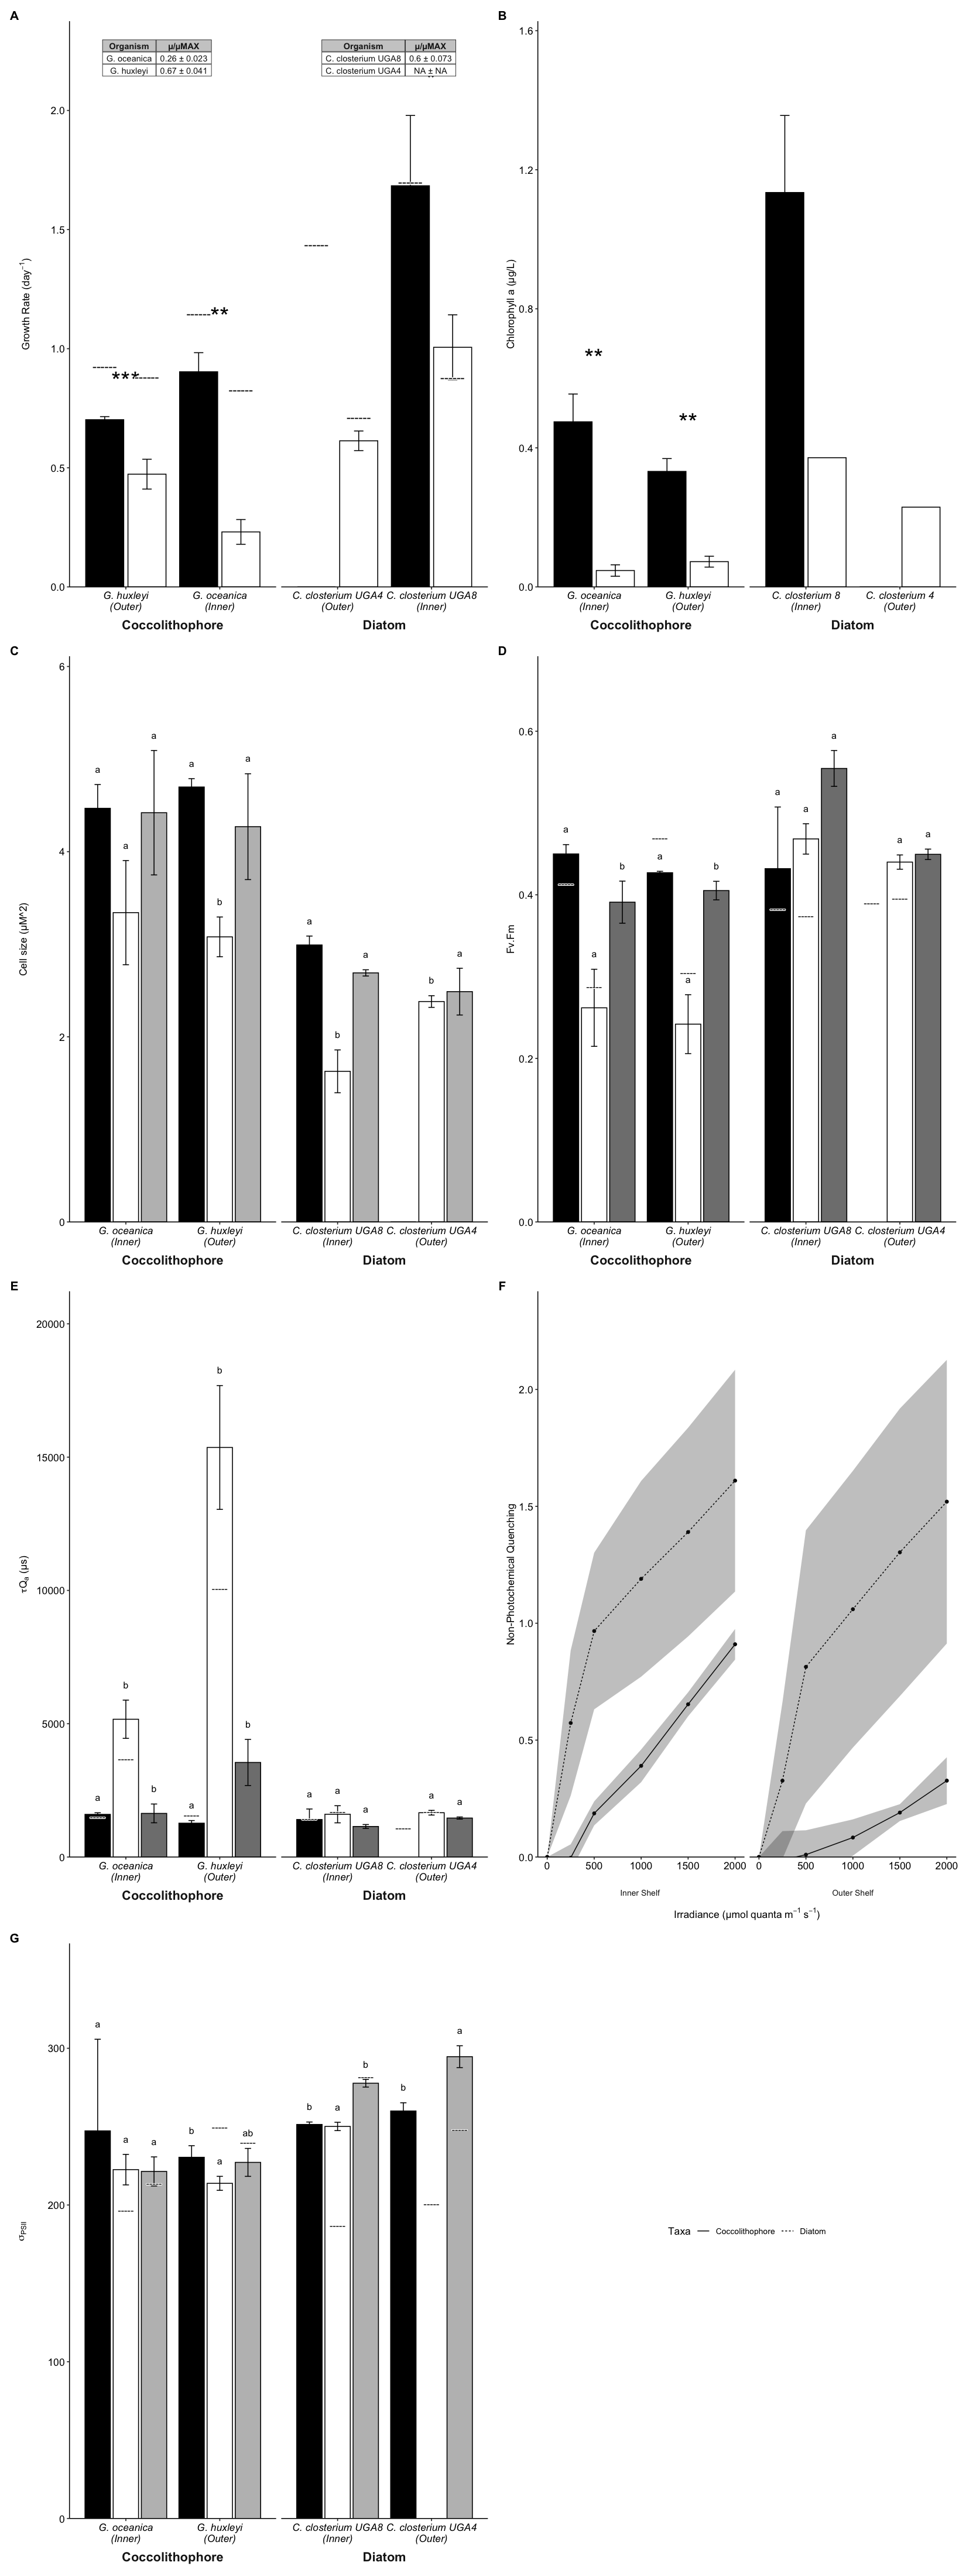 A
Organism μ/μMAX
G. oceanica 0.26 ± 0.023
G. huxleyi 0.67 ± 0.041
Organism μ/μMAX
C. closterium UGA8 0.6 ± 0.073
C. closterium UGA4 NA ± NA
Growth Rate (day⁻¹)
2.0
1.5
1.0
0.5
0.0
***
**
G. huxleyi
(Outer)
G. oceanica
(Inner)
C. closterium UGA4
(Outer)
C. closterium UGA8
(Inner)
Coccolithophore
Diatom
B
Chlorophyll a (μg/L)
1.6
1.2
0.8
0.4
0.0
**
**
G. oceanica
(Inner)
G. huxleyi
(Outer)
C. closterium 8
(Inner)
C. closterium 4
(Outer)
Coccolithophore
Diatom
C
Cell size (μM^2)
6
4
2
0
a
a
a
a
b
a
a
b
a
b
a
G. oceanica
(Inner)
G. huxleyi
(Outer)
C. closterium UGA8
(Inner)
C. closterium UGA4
(Outer)
Coccolithophore
Diatom
D
Fv.Fm
0.6
0.4
0.2
0.0
a
a
b
a
a
b
a
a
a
a
a
G. oceanica
(Inner)
G. huxleyi
(Outer)
C. closterium UGA8
(Inner)
C. closterium UGA4
(Outer)
Coccolithophore
Diatom
E
τQₐ (μs)
20000
15000
10000
5000
0
a
b
b
a
b
b
a
a
a
a
a
G. oceanica
(Inner)
G. huxleyi
(Outer)
C. closterium UGA8
(Inner)
C. closterium UGA4
(Outer)
Coccolithophore
Diatom
F
Non-Photochemical Quenching
2.0
1.5
1.0
0.5
0.0
0 500 1000 1500 2000
0 500 1000 1500 2000
Inner Shelf
Outer Shelf
Irradiance (μmol quanta m⁻¹ s⁻¹)
G
σPSII
300
200
100
0
a
a
a
b
a
ab
b
a
b
b
a
G. oceanica
(Inner)
G. huxleyi
(Outer)
C. closterium UGA8
(Inner)
C. closterium UGA4
(Outer)
Coccolithophore
Diatom
Taxa Coccolithophore Diatom